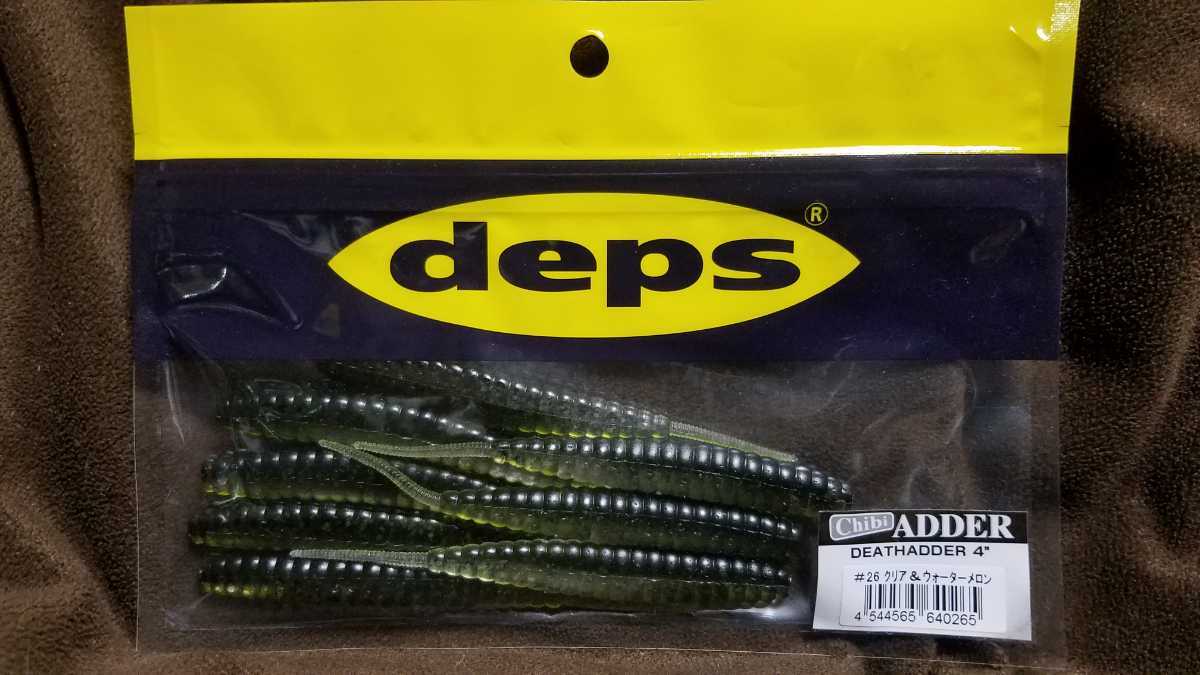 deps®
Chibi ADDER
DEATHADDER 4"
#26 クリア&ウォーターメロン
4 544565 640265